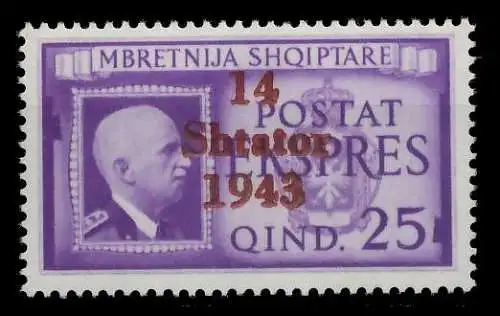 MBRETNIJA SHQIPTARE
14
POSTAT
Shtator
EKSPRES
1943
QIND. 25